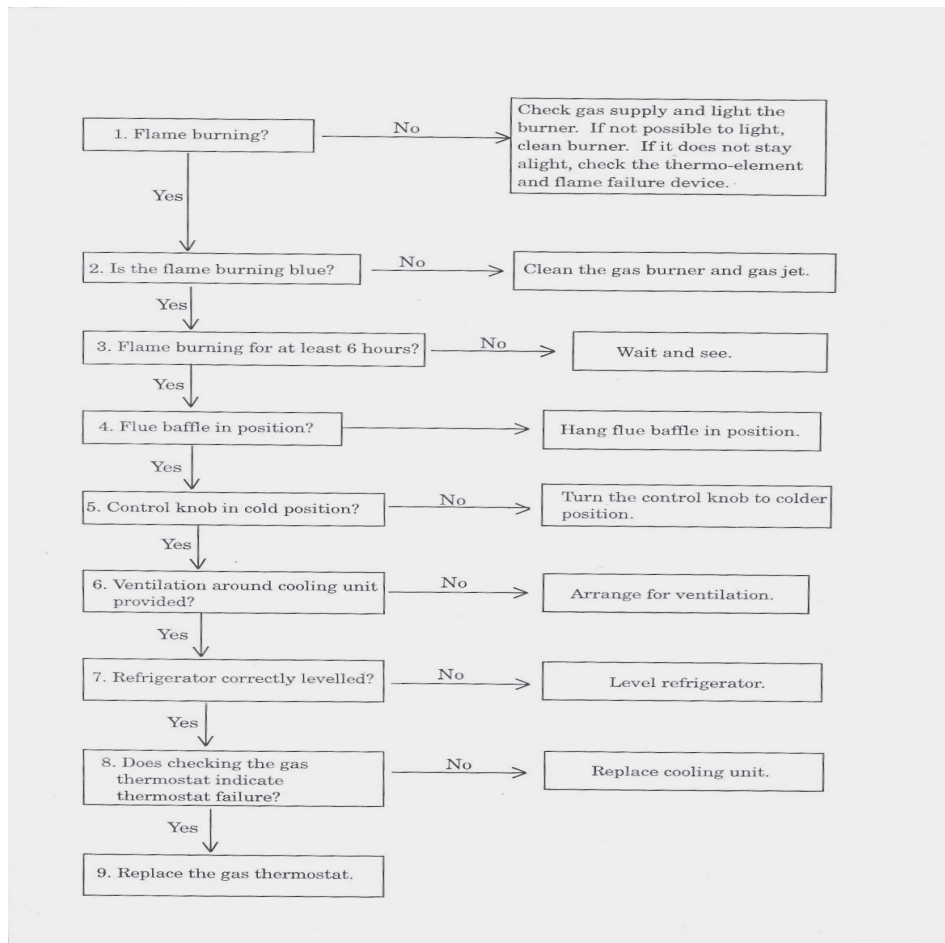 1. Flame burning?
No
Check gas supply and light the
burner. If not possible to light,
clean burner. If it does not stay
alight, check the thermo-element
and flame failure device.
Yes
2. Is the flame burning blue?
No
Clean the gas burner and gas jet.
Yes
3. Flame burning for at least 6 hours?
No
Wait and see.
Yes
4. Flue baffle in position?
Hang flue baffle in position.
Yes
5. Control knob in cold position?
No
Turn the control knob to colder
position.
Yes
6. Ventilation around cooling unit
provided?
No
Arrange for ventilation.
Yes
7. Refrigerator correctly levelled?
No
Level refrigerator.
Yes
8. Does checking the gas
thermostat indicate
thermostat failure?
No
Replace cooling unit.
Yes
9. Replace the gas thermostat.